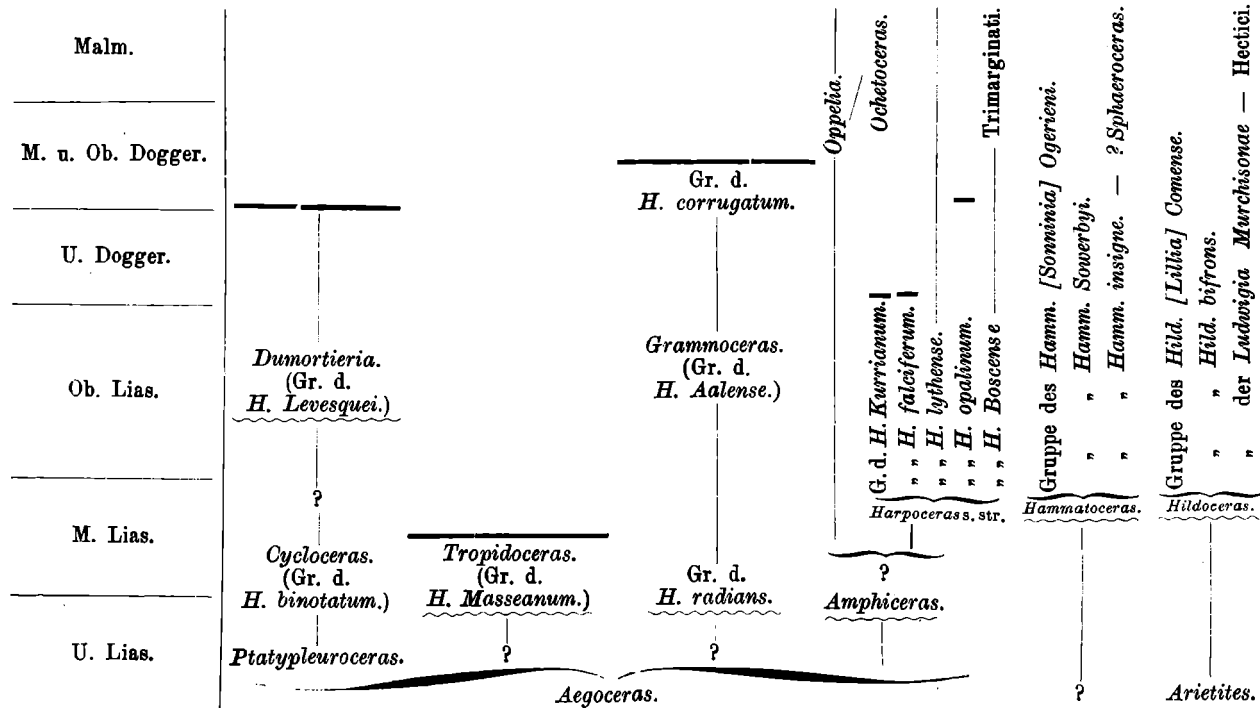 Malm.
M. u. Ob. Dogger.
U. Dogger.
Ob. Lias.
M. Lias.
U. Lias.
Dumortieria.
(Gr. d.
H. Levesquei.)
?
Cycloceras.
(Gr. d.
H. binotatum.)
Ptatypleuroceras.
Tropidoceras.
(Gr. d.
H. Masseanum.)
?
Gr. d.
H. corrugatum.
Grammoceras.
(Gr. d.
H. Aalense.)
Gr. d.
H. radians.
?
Aegoceras.
Oppelia.
Ochetoceras.
G. d. H. Kurrianum.
„ „ H. falciferum.
„ „ H. lythense.
„ „ H. opalinum.
„ „ H. Boscense Trimarginati.
Harpoceras s. str.
?
Amphiceras.
Gruppe des Hamm. [Sonninia] Ogerieni.
„ „ Hamm. Sowerbyi.
„ „ Hamm. insigne. — ? Sphaeroceras.
Hammatoceras.
?
Gruppe des Hild. [Lillia] Comense.
„ „ Hild. bifrons.
„ der Ludwigia Murchisonae — Hectici.
Hildoceras.
Arietites.